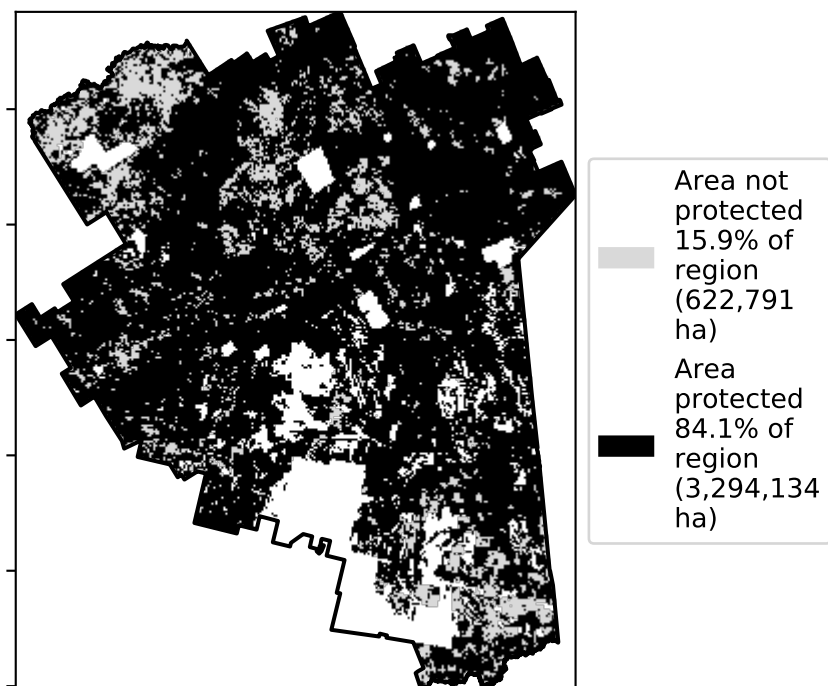 Area not
protected
15.9% of
region
(622,791
ha)
Area
protected
84.1% of
region
(3,294,134
ha)